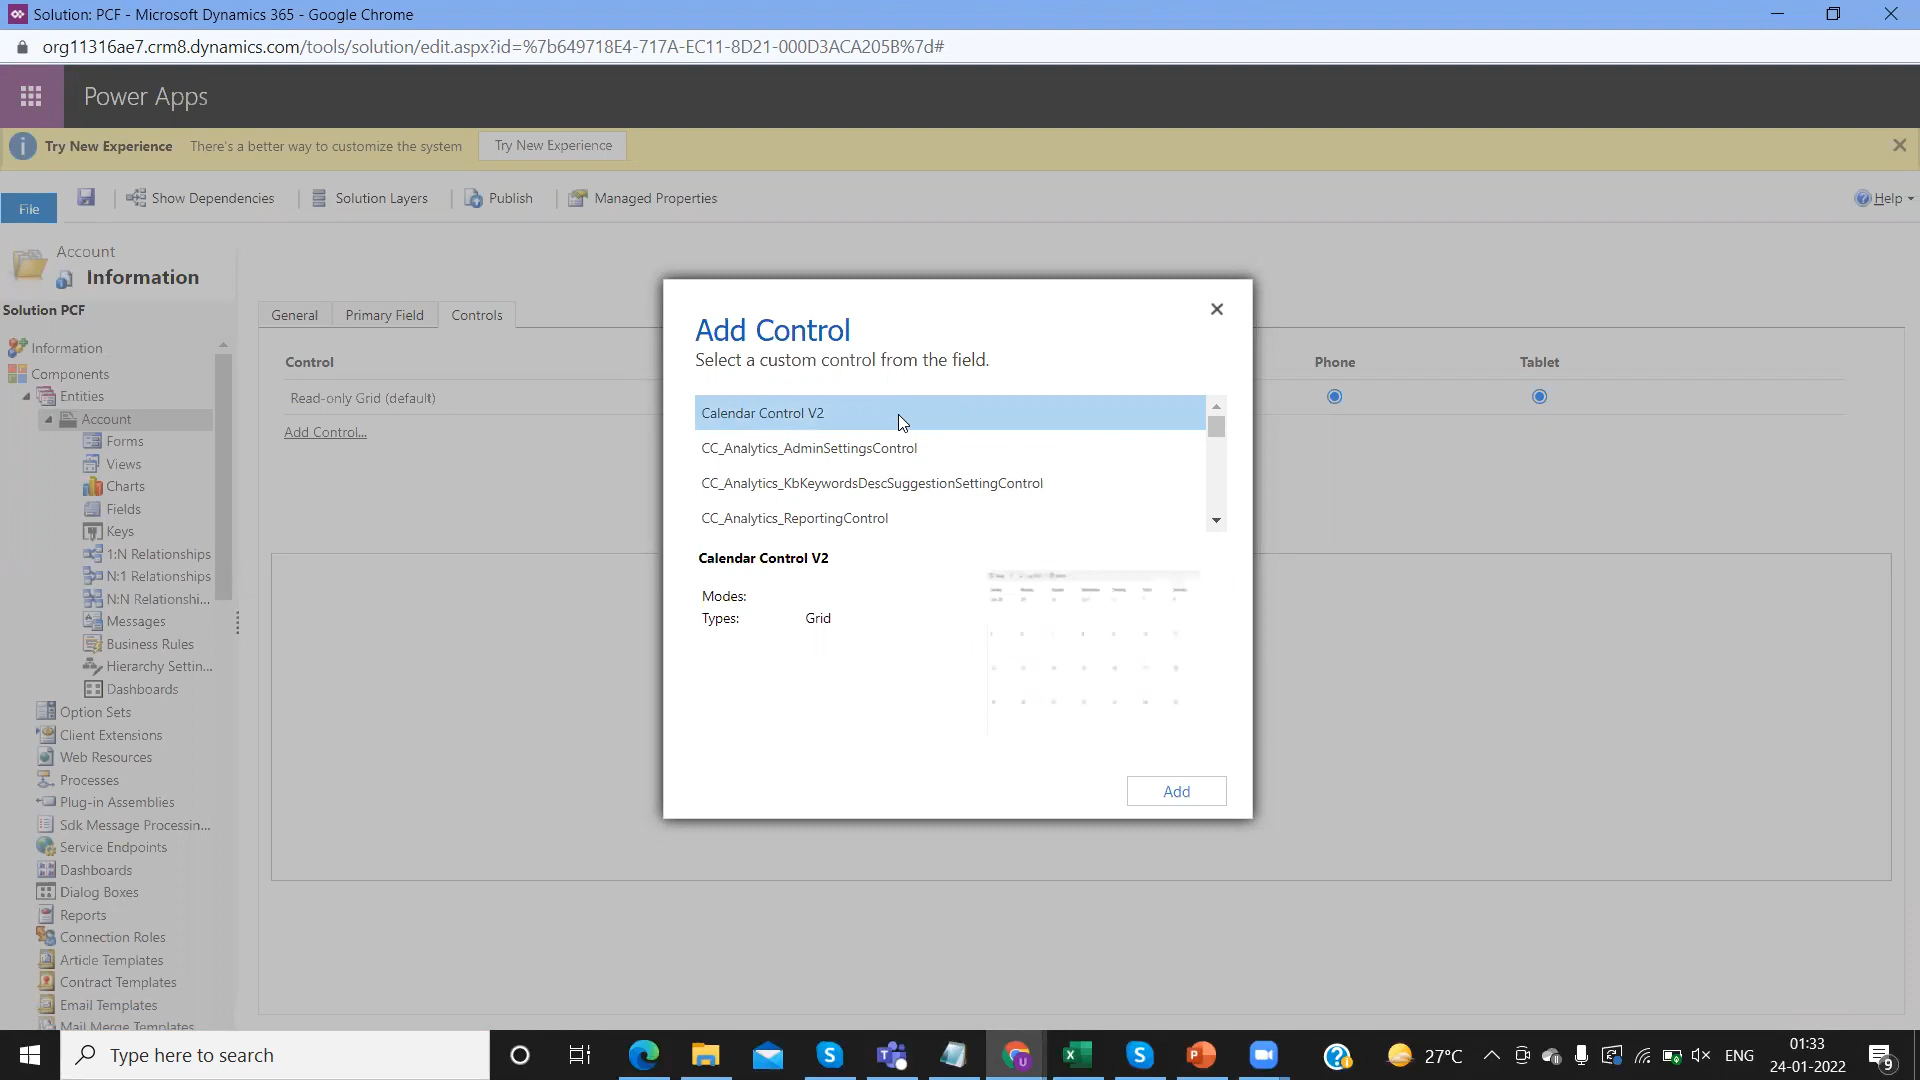 Solution: PCF - Microsoft Dynamics 365 - Google Chrome
org11316ae7.crm8.dynamics.com/tools/solution/edit.aspx?id=%7b649718E4-717A-EC11-8D21-000D3ACA205B%7d#
Power Apps
Try New Experience There's a better way to customize the system Try New Experience
File Show Dependencies Solution Layers Publish Managed Properties Help
Account
Information
Solution PCF
Information
Components
Entities
Account
Forms
Views
Charts
Fields
Keys
1:N Relationships
N:1 Relationships
N:N Relationshi...
Messages
Business Rules
Hierarchy Settin...
Dashboards
Option Sets
Client Extensions
Web Resources
Processes
Plug-in Assemblies
Sdk Message Processin...
Service Endpoints
Dashboards
Dialog Boxes
Reports
Connection Roles
Article Templates
Contract Templates
Email Templates
Mail Merge Templates
General Primary Field Controls
Control Phone Tablet
Read-only Grid (default)
Add Control...
Add Control
Select a custom control from the field.
Calendar Control V2
CC_Analytics_AdminSettingsControl
CC_Analytics_KbKeywordsDescSuggestionSettingControl
CC_Analytics_ReportingControl
Calendar Control V2
Modes:
Types: Grid
Add
Type here to search
27°C
ENG
01:33
24-01-2022
9